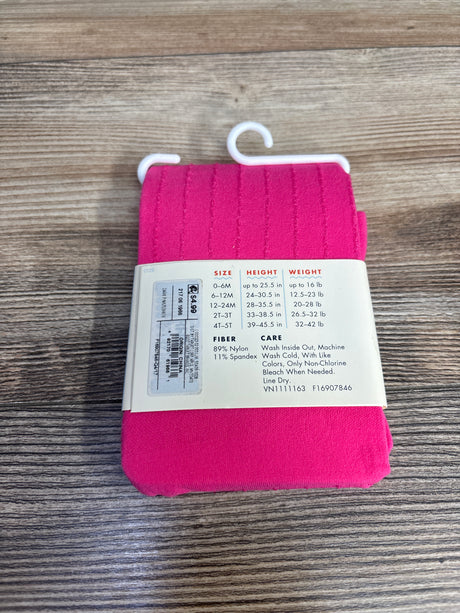 SIZE HEIGHT WEIGHT
0-6M up to 25.5 in up to 16 lb
6-12M 24-30.5 in 12.5-23 lb
12-24M 28-35.5 in 20-28 lb
2T-3T 33-38.5 in 26.5-32 lb
4T-5T 39-45.5 in 32-42 lb
FIBER
89% Nylon
11% Spandex
CARE
Wash Inside Out, Machine
Wash Cold, With Like
Colors, Only Non-Chlorine
Bleach When Needed.
Line Dry.
VN1111163 F16907846
$4.99